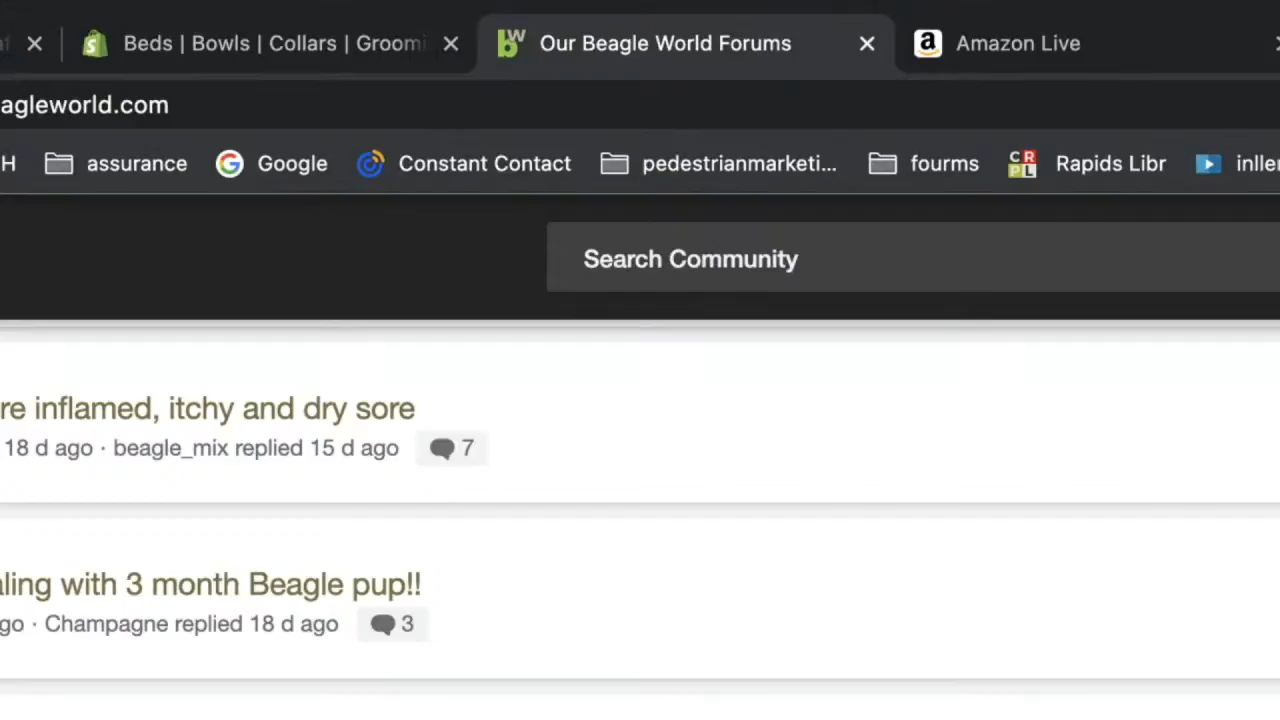 Beds | Bowls | Collars | Groomi
Our Beagle World Forums
Amazon Live
agleworld.com
H
assurance
Google
Constant Contact
pedestrianmarketi...
fourms
CR
PL
Rapids Libr
inller
Search Community
re inflamed, itchy and dry sore
18 d ago · beagle_mix replied 15 d ago
7
aling with 3 month Beagle pup!!
go · Champagne replied 18 d ago
3